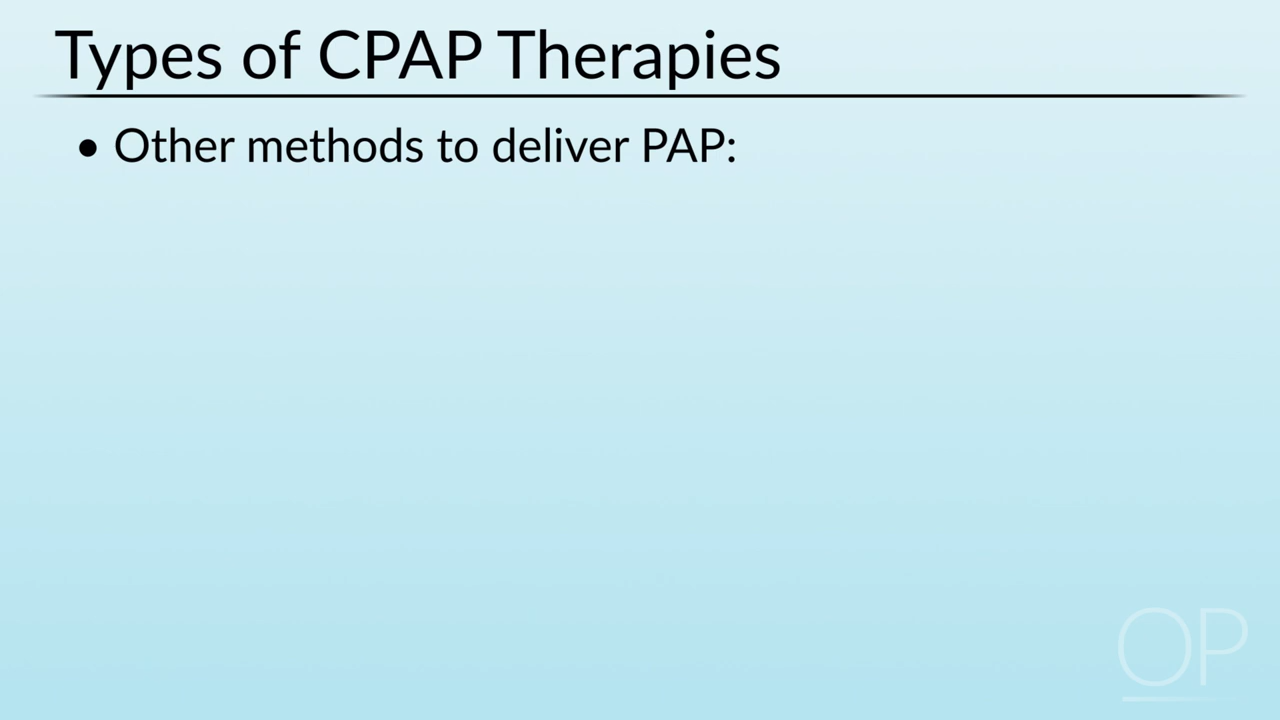 Types of CPAP Therapies
• Other methods to deliver PAP:
OP